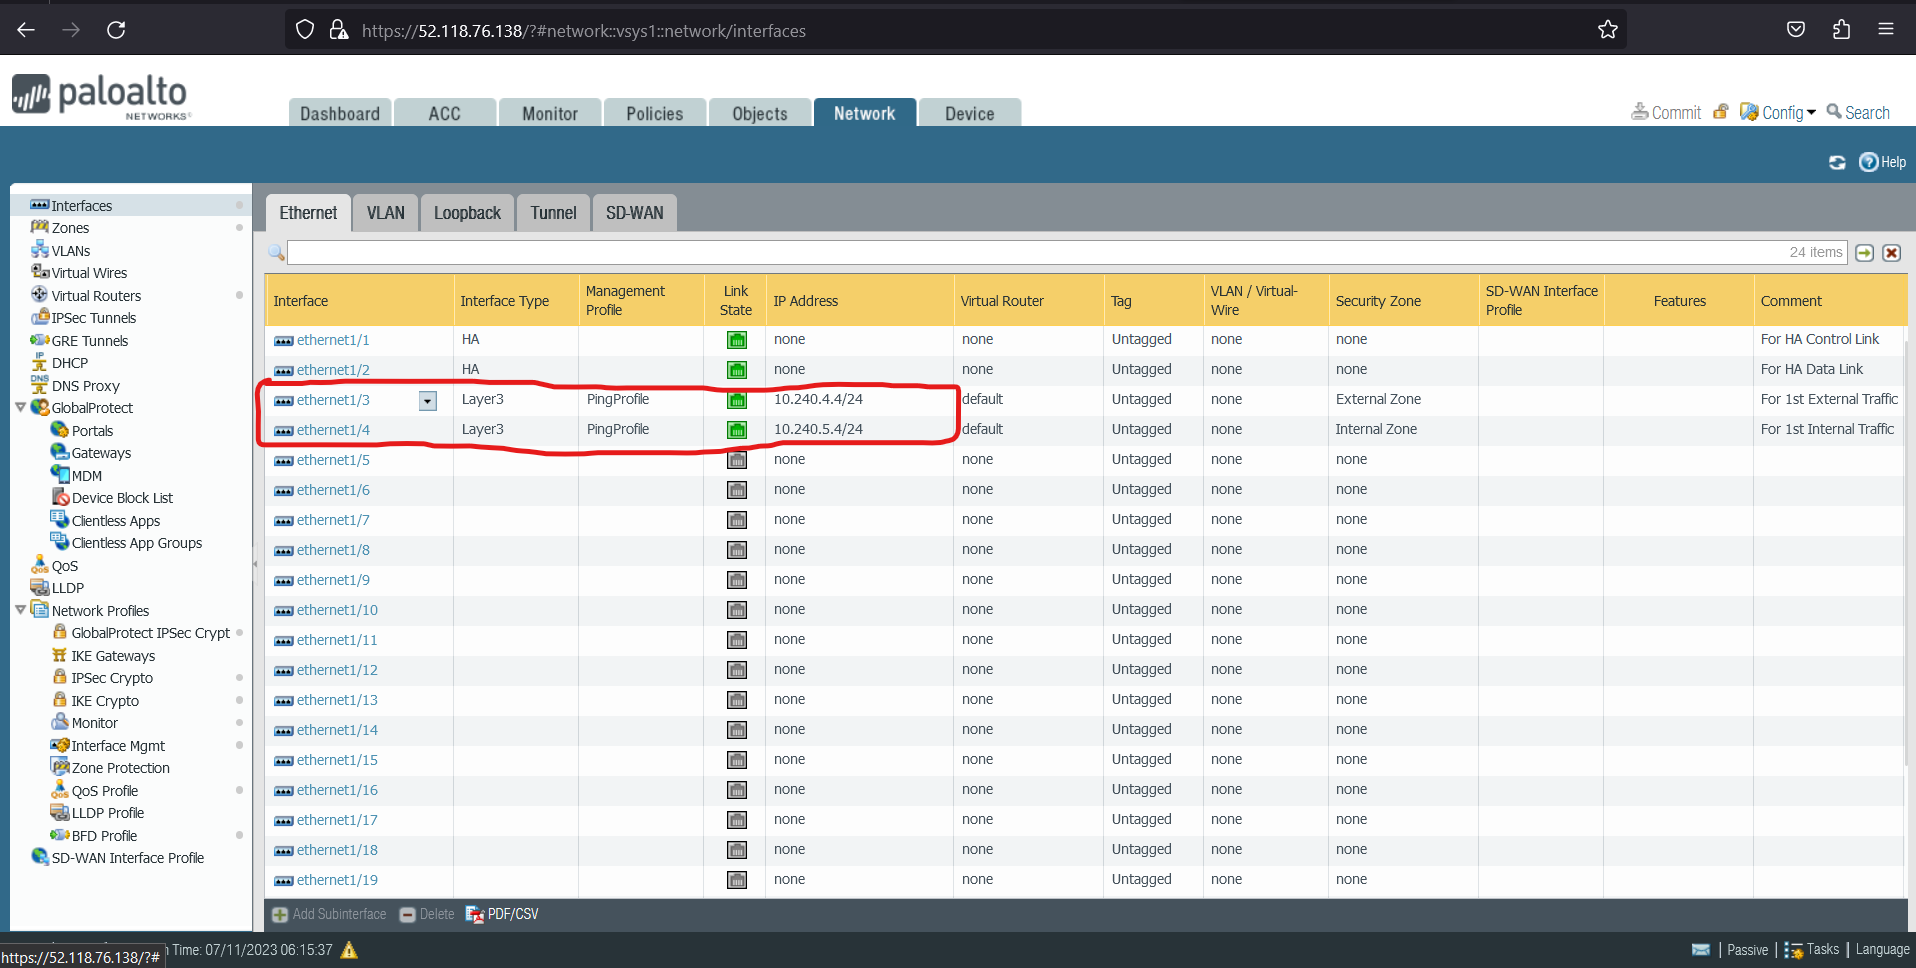 https://52.118.76.138/?#network::vsys1::network/interfaces
paloalto
NETWORKS
Dashboard ACC Monitor Policies Objects Network Device
Commit Config Search
Help
Interfaces
Zones
VLANs
Virtual Wires
Virtual Routers
IPSec Tunnels
GRE Tunnels
DHCP
DNS Proxy
GlobalProtect
Portals
Gateways
MDM
Device Block List
Clientless Apps
Clientless App Groups
QoS
LLDP
Network Profiles
GlobalProtect IPSec Crypt
IKE Gateways
IPSec Crypto
IKE Crypto
Monitor
Interface Mgmt
Zone Protection
QoS Profile
LLDP Profile
BFD Profile
SD-WAN Interface Profile
Ethernet VLAN Loopback Tunnel SD-WAN
24 items
Interface Interface Type Management Profile Link State IP Address Virtual Router Tag VLAN / Virtual-Wire Security Zone SD-WAN Interface Profile Features Comment
ethernet1/1 HA none none Untagged none none For HA Control Link
ethernet1/2 HA none none Untagged none none For HA Data Link
ethernet1/3 Layer3 PingProfile 10.240.4.4/24 default Untagged none External Zone For 1st External Traffic
ethernet1/4 Layer3 PingProfile 10.240.5.4/24 default Untagged none Internal Zone For 1st Internal Traffic
ethernet1/5 none none Untagged none none
ethernet1/6 none none Untagged none none
ethernet1/7 none none Untagged none none
ethernet1/8 none none Untagged none none
ethernet1/9 none none Untagged none none
ethernet1/10 none none Untagged none none
ethernet1/11 none none Untagged none none
ethernet1/12 none none Untagged none none
ethernet1/13 none none Untagged none none
ethernet1/14 none none Untagged none none
ethernet1/15 none none Untagged none none
ethernet1/16 none none Untagged none none
ethernet1/17 none none Untagged none none
ethernet1/18 none none Untagged none none
ethernet1/19 none none Untagged none none
Add Subinterface Delete PDF/CSV
Time: 07/11/2023 06:15:37
https://52.118.76.138/?#
| Passive | Tasks | Language